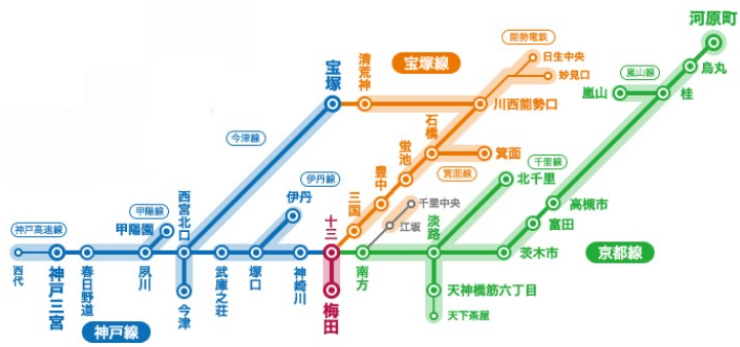 河原町
能勢電鉄
日生中央
烏丸
清荒神
宝塚線
妙見口
嵐山線
宝塚
嵐山
桂
川西能勢口
石橋
今津線
蛍池
箕面
千里線
伊丹線
豊中
箕面線
北千里
西宮北口
伊丹
三国
千里中央
高槻市
甲陽線
十三
江坂
淡路
富田
神戸高速線
甲陽園
京都線
西代
神戸三宮
春日野道
夙川
武庫之荘
塚口
神崎川
南方
茨木市
今津
梅田
天神橋筋六丁目
天下茶屋
神戸線